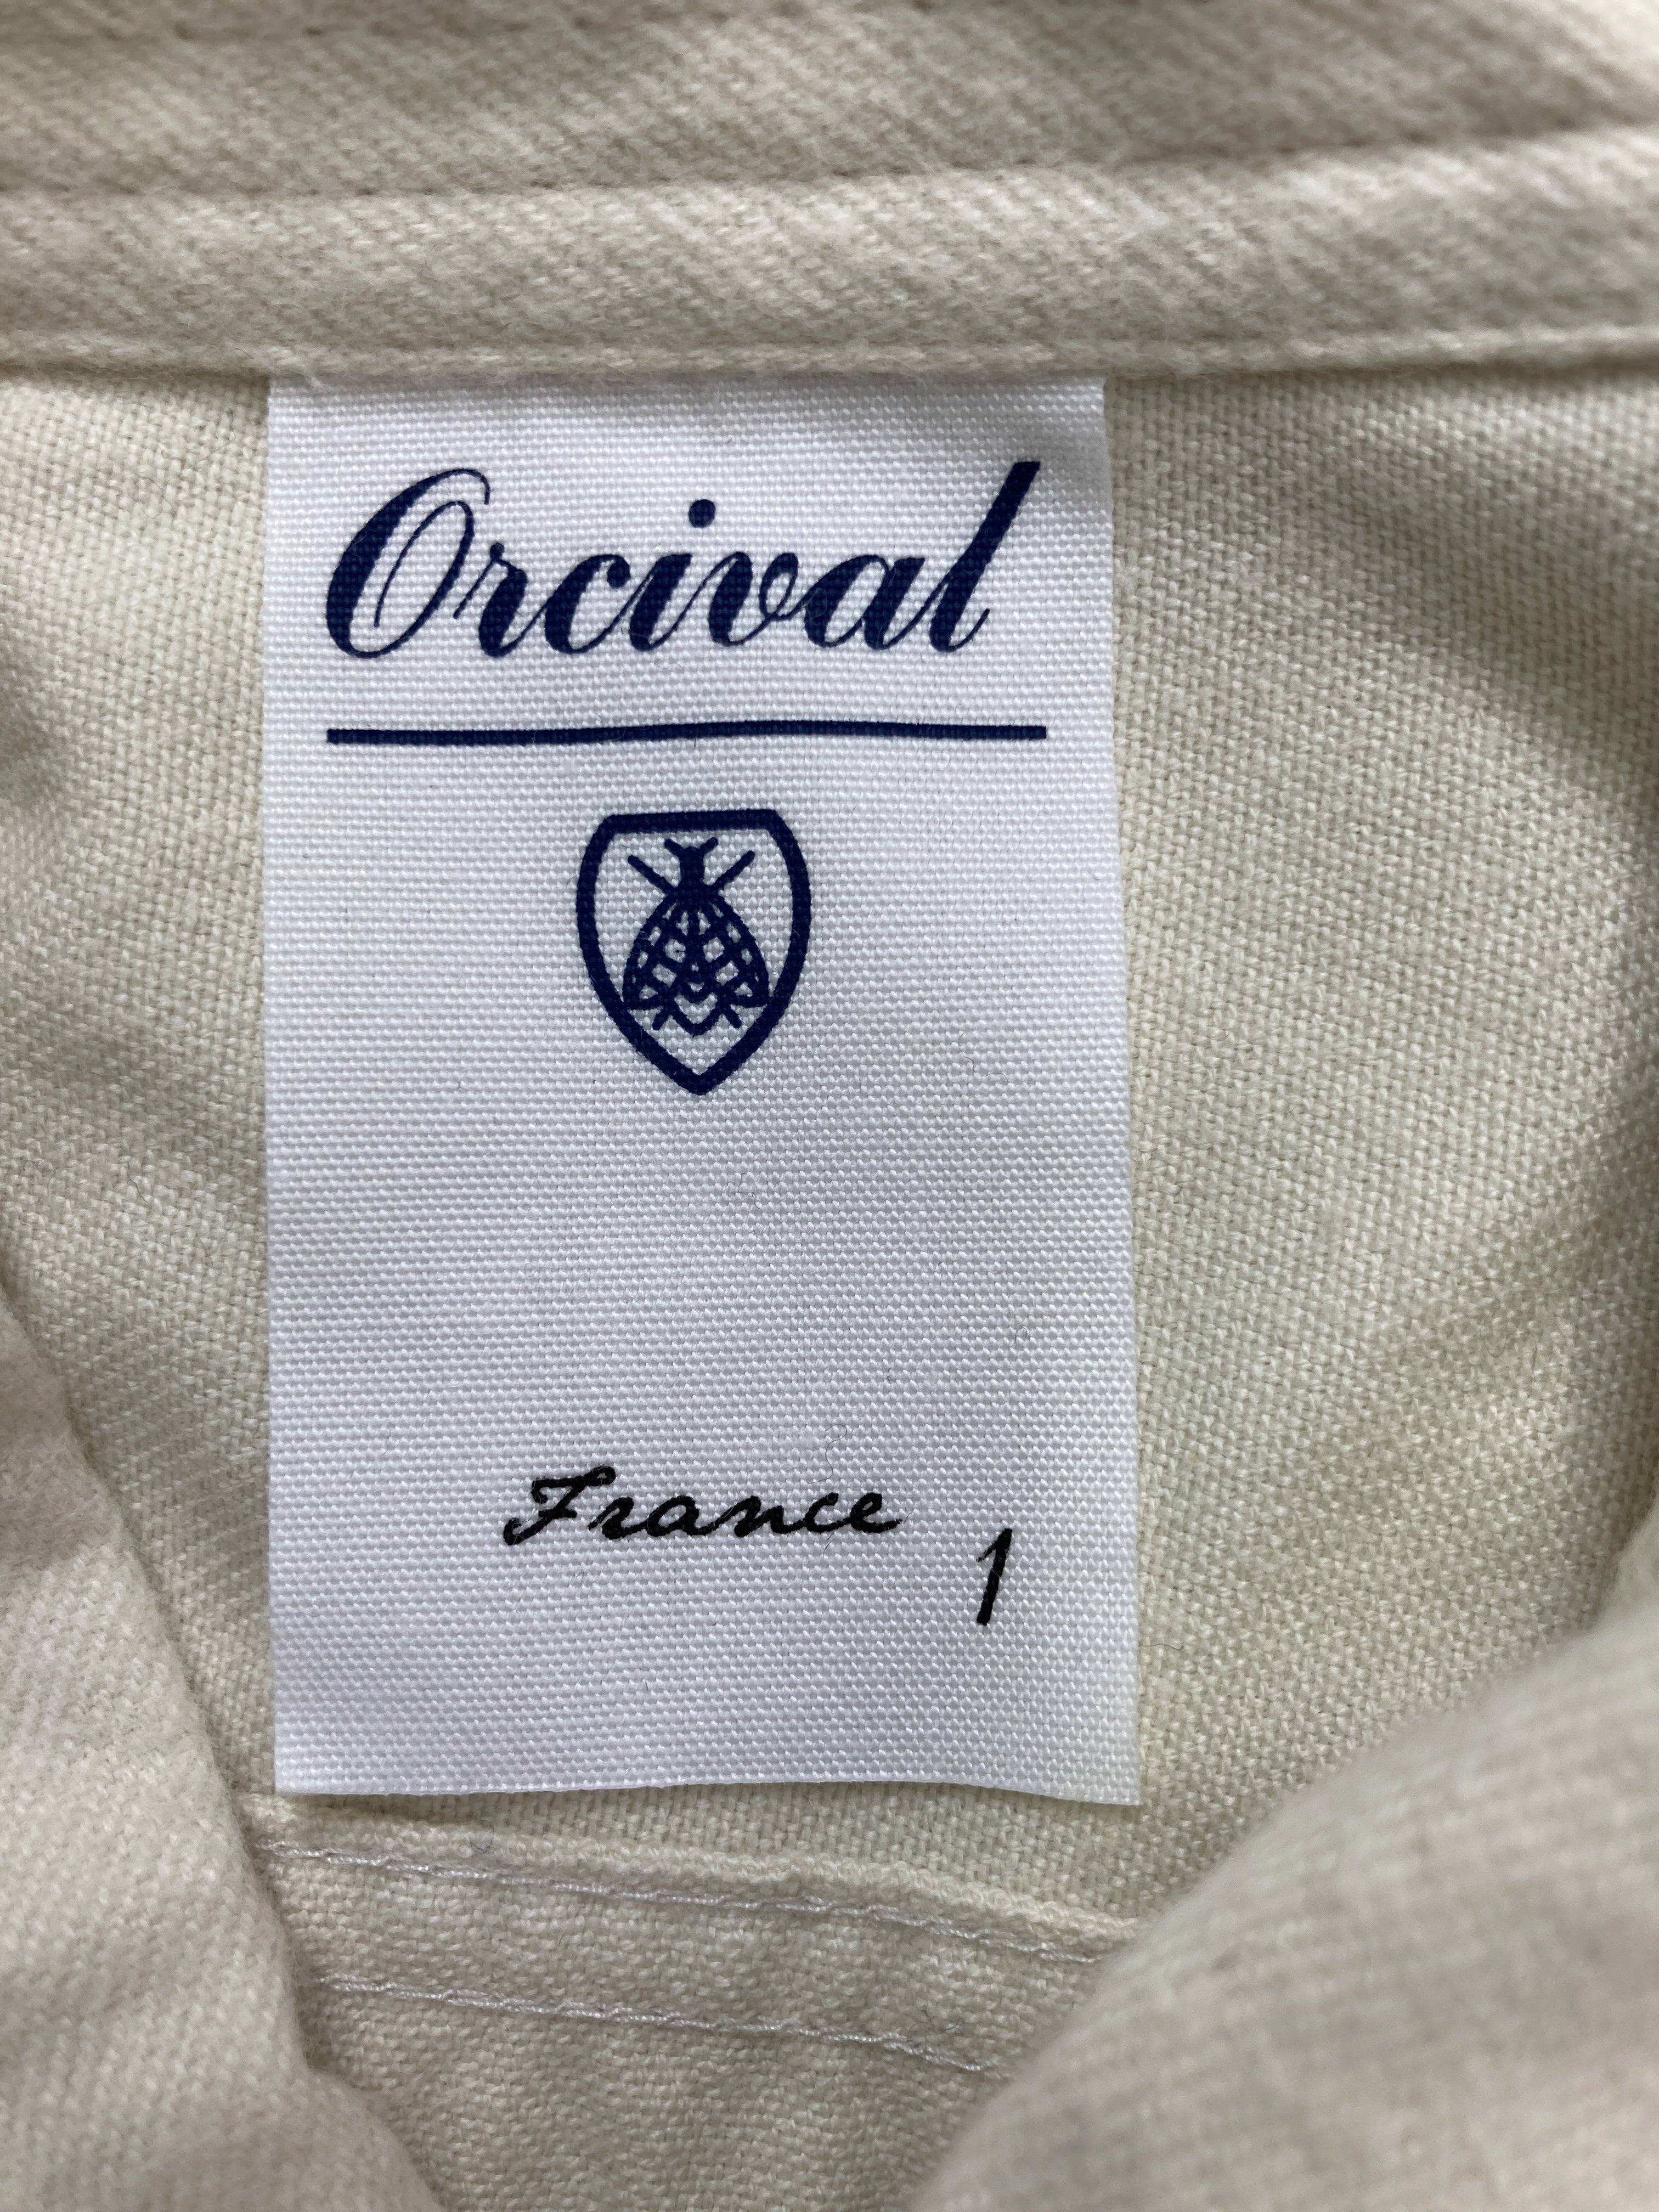 Orcival
France
1